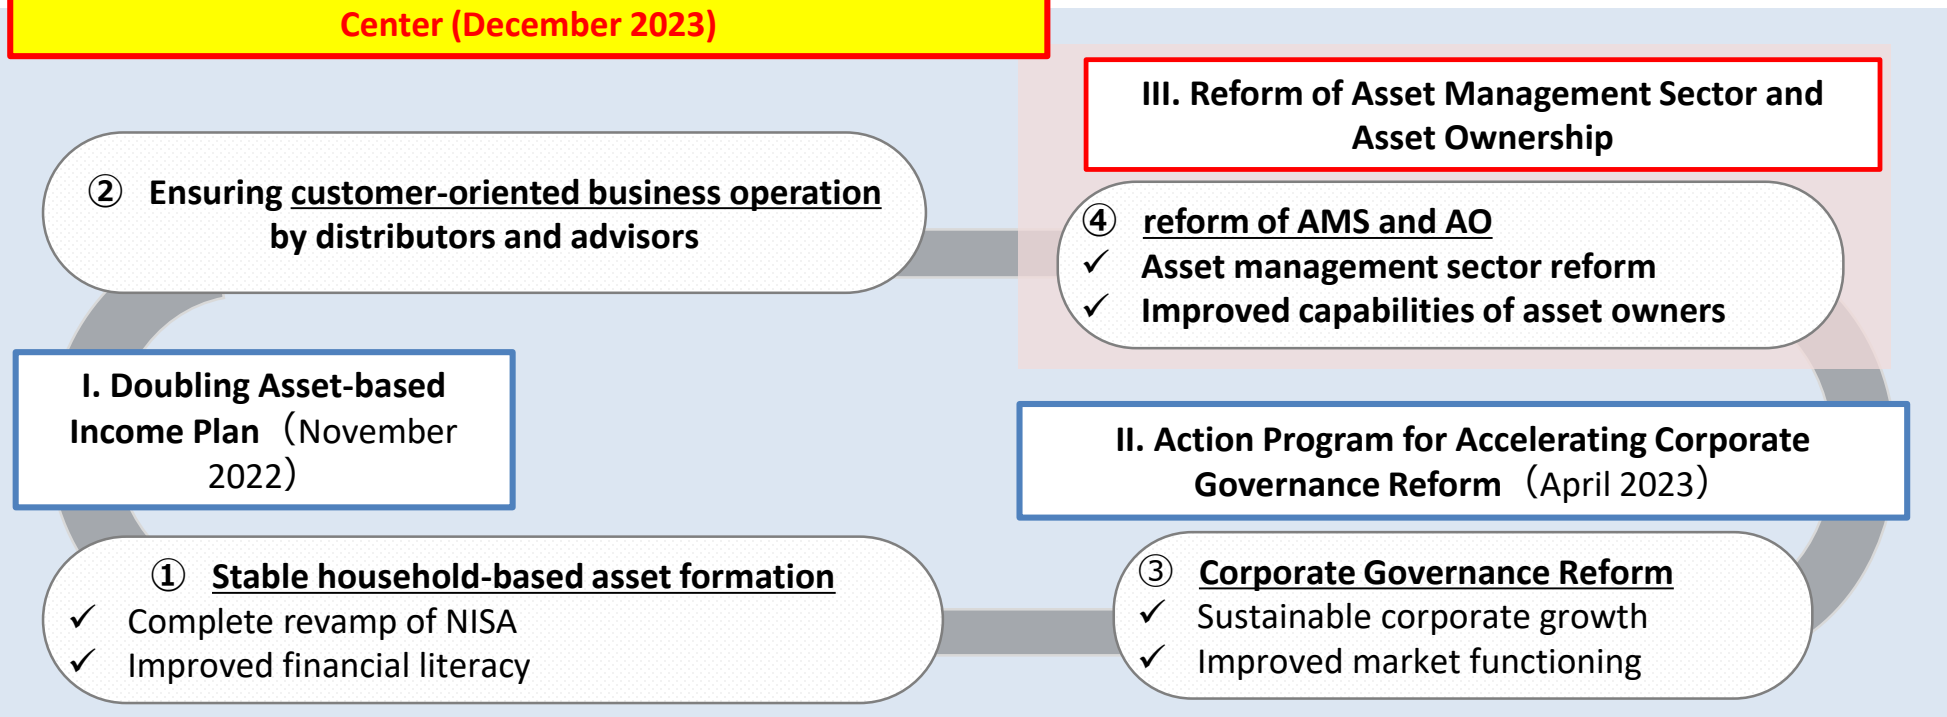 Center (December 2023)
III. Reform of Asset Management Sector and
Asset Ownership
② Ensuring customer-oriented business operation
by distributors and advisors
④ reform of AMS and AO
✓ Asset management sector reform
✓ Improved capabilities of asset owners
I. Doubling Asset-based
Income Plan（November
2022）
II. Action Program for Accelerating Corporate
Governance Reform（April 2023）
① Stable household-based asset formation
✓ Complete revamp of NISA
✓ Improved financial literacy
③ Corporate Governance Reform
✓ Sustainable corporate growth
✓ Improved market functioning